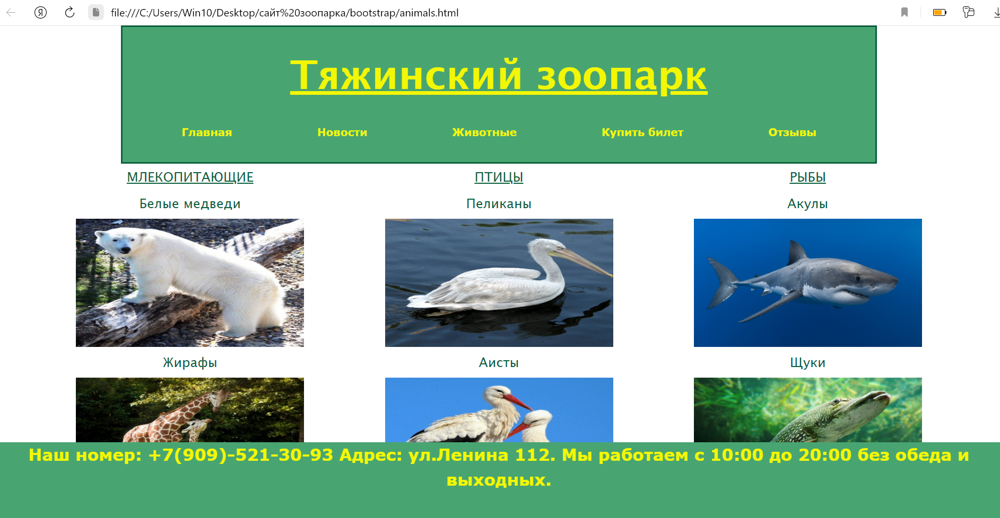 file:///C:/Users/Win10/Desktop/сайт%20зоопарка/bootstrap/animals.html
Тяжинский зоопарк
Главная Новости Животные Купить билет Отзывы
МЛЕКОПИТАЮЩИЕ ПТИЦЫ РЫБЫ
Белые медведи Пеликаны Акулы
Жирафы Аисты Щуки
Наш номер: +7(909)-521-30-93 Адрес: ул.Ленина 112. Мы работаем с 10:00 до 20:00 без обеда и
выходных.